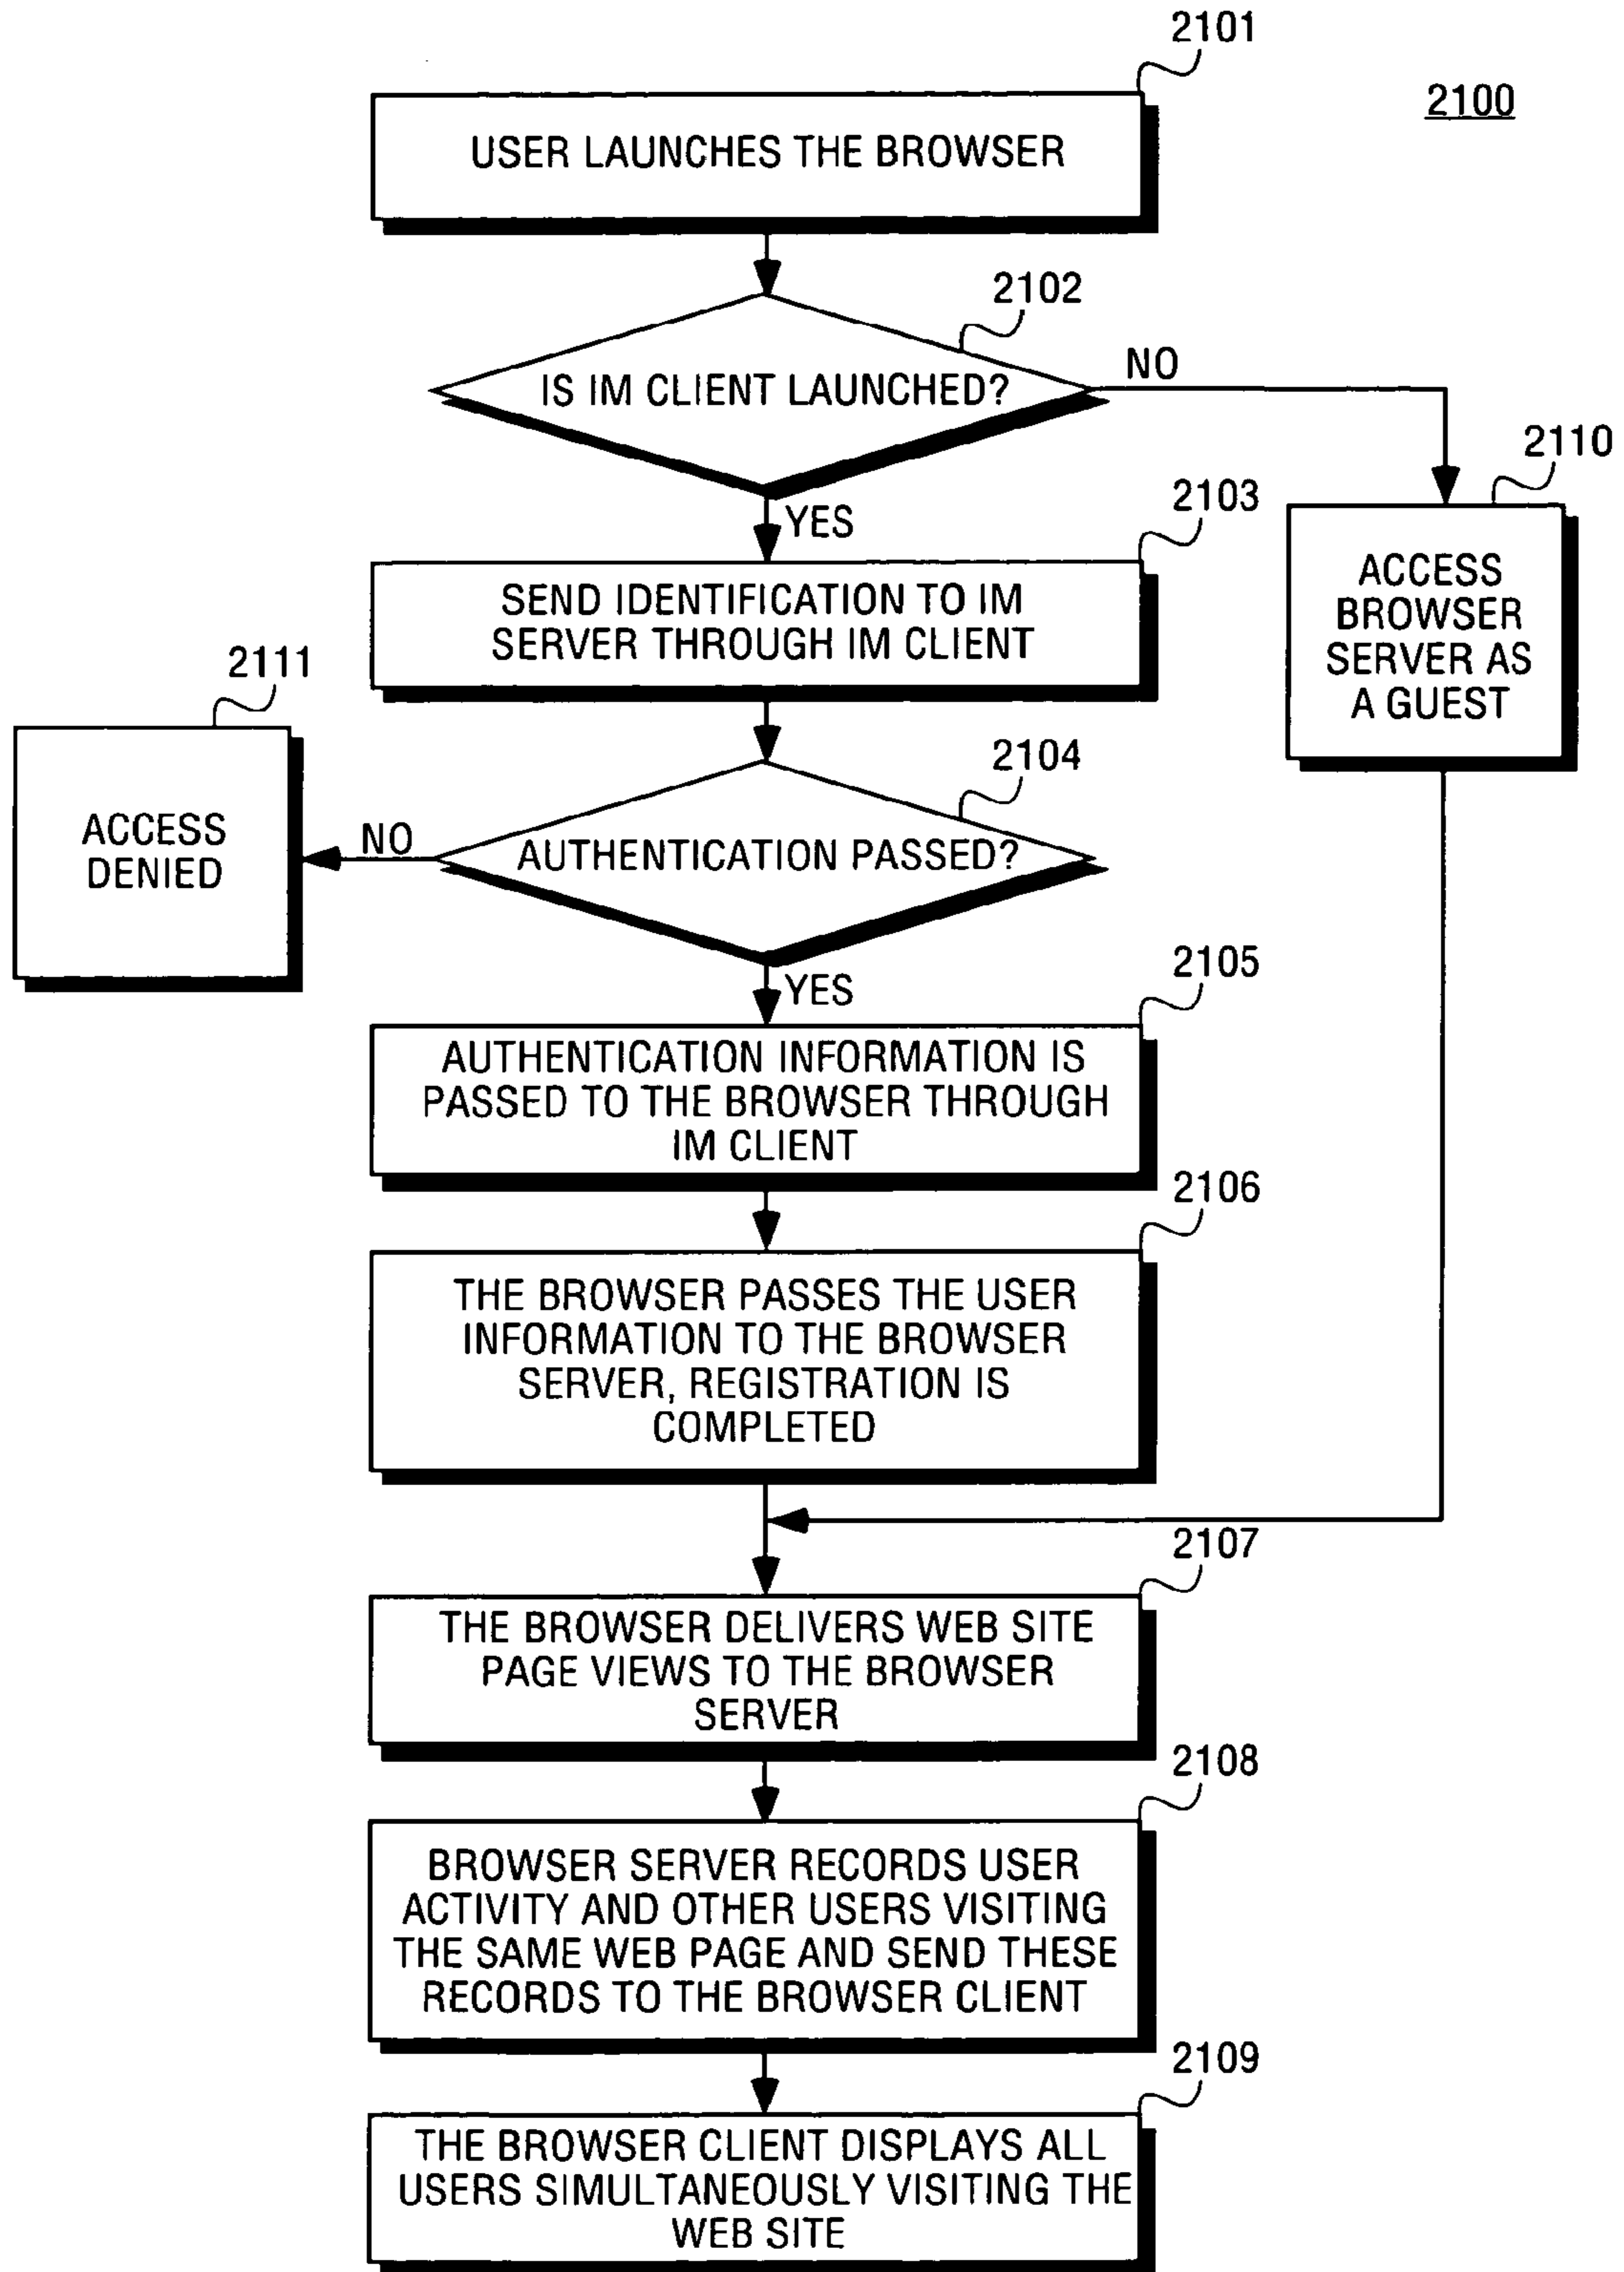 2101
2100
USER LAUNCHES THE BROWSER
2102
IS IM CLIENT LAUNCHED?
NO
2110
YES
2103
SEND IDENTIFICATION TO IM
SERVER THROUGH IM CLIENT
ACCESS
BROWSER
SERVER AS
A GUEST
2111
ACCESS
DENIED
2104
NO
AUTHENTICATION PASSED?
YES
2105
AUTHENTICATION INFORMATION IS
PASSED TO THE BROWSER THROUGH
IM CLIENT
2106
THE BROWSER PASSES THE USER
INFORMATION TO THE BROWSER
SERVER, REGISTRATION IS
COMPLETED
2107
THE BROWSER DELIVERS WEB SITE
PAGE VIEWS TO THE BROWSER
SERVER
2108
BROWSER SERVER RECORDS USER
ACTIVITY AND OTHER USERS VISITING
THE SAME WEB PAGE AND SEND THESE
RECORDS TO THE BROWSER CLIENT
2109
THE BROWSER CLIENT DISPLAYS ALL
USERS SIMULTANEOUSLY VISITING THE
WEB SITE